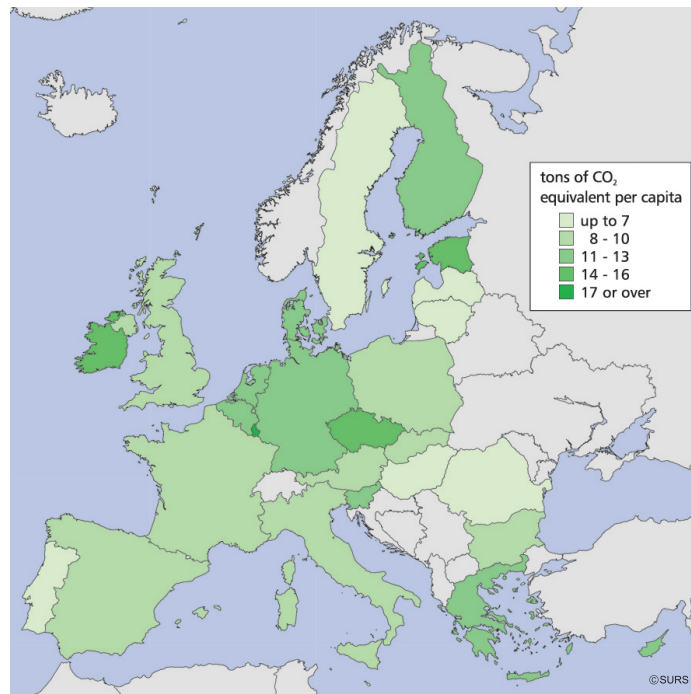 tons of CO₂
equivalent per capita
up to 7
8 - 10
11 - 13
14 - 16
17 or over
©SURS